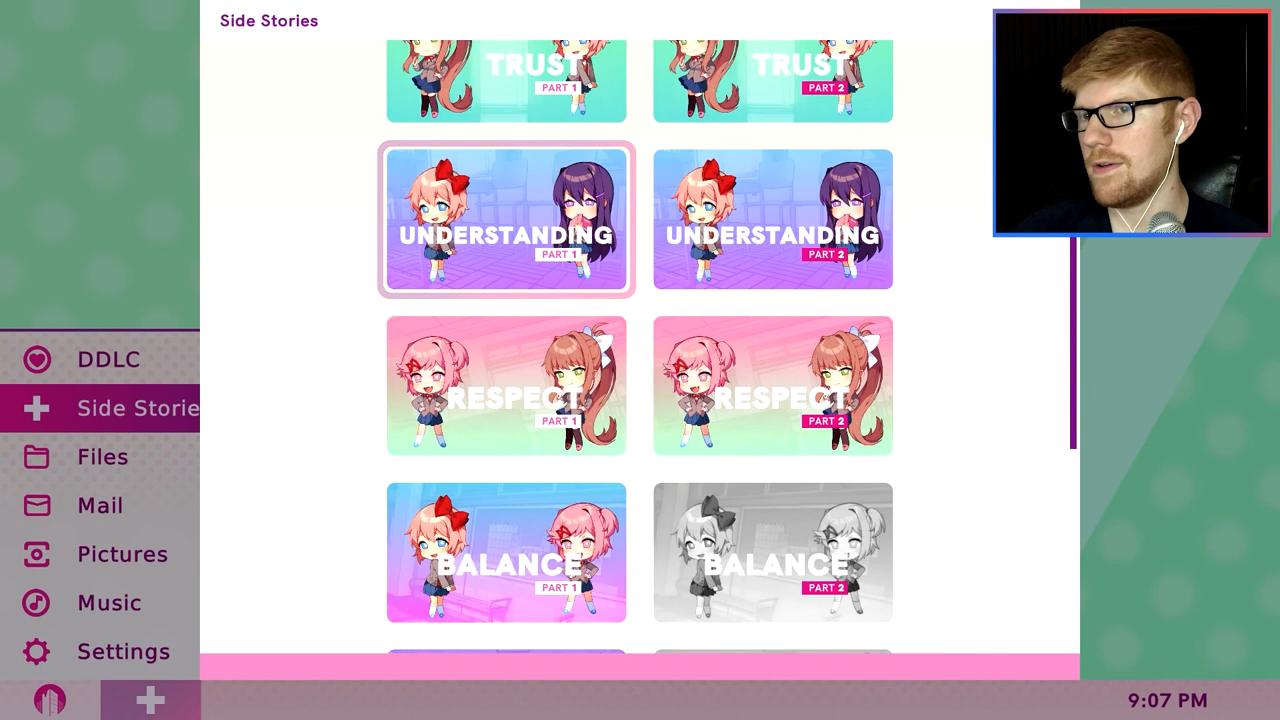 Side Stories
TRUST
PART 1
TRUST
PART 2
UNDERSTANDING
PART 1
UNDERSTANDING
PART 2
DDLC
RESPECT
PART 1
RESPECT
PART 2
Side Storie
Files
Mail
Pictures
BALANCE
PART 1
BALANCE
PART 2
Music
Settings
9:07 PM